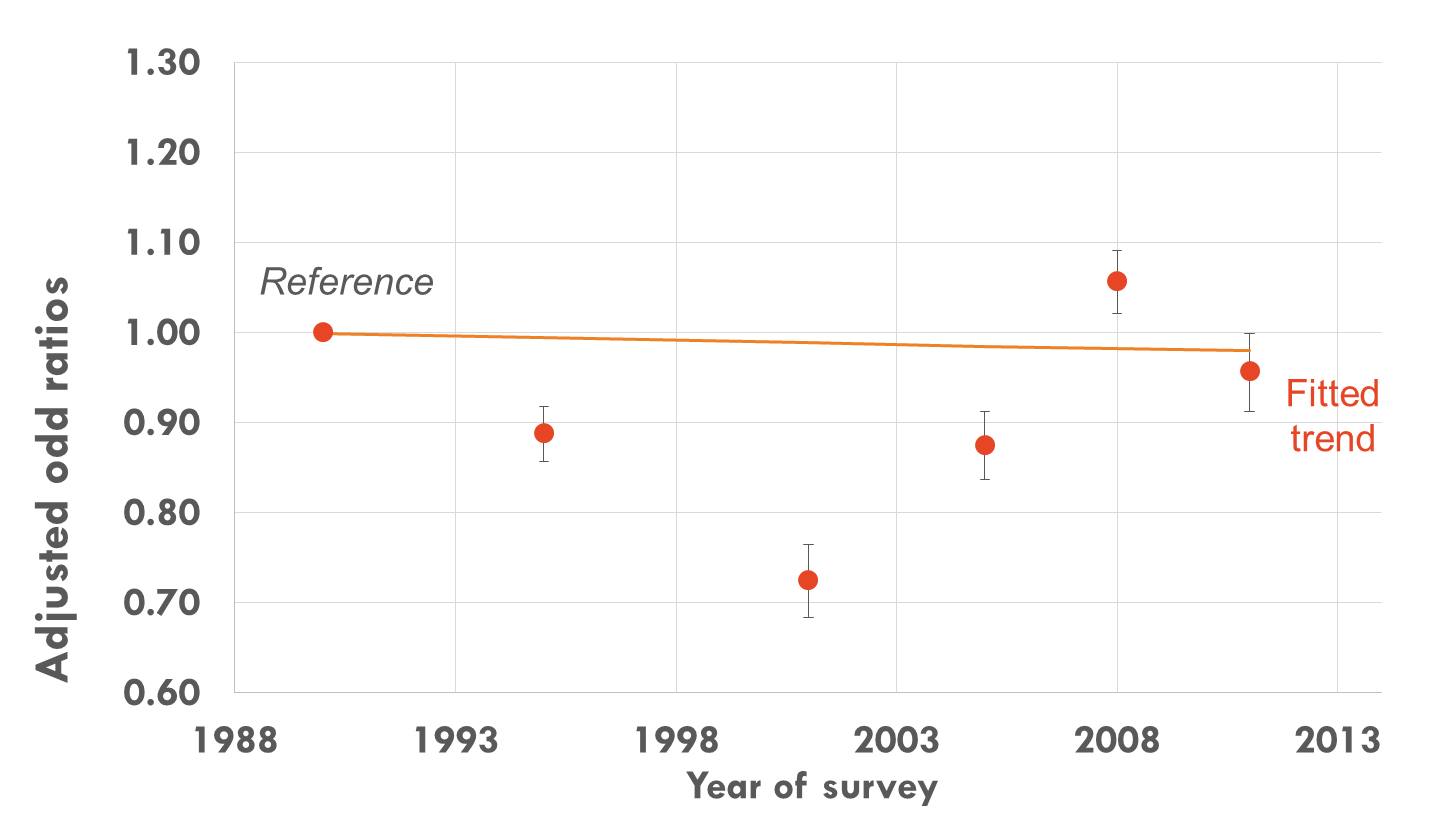 1.30
1.20
1.10
1.00
0.90
0.80
0.70
0.60
Adjusted odd ratios
Reference
Fitted
trend
1988 1993 1998 2003 2008 2013
Year of survey